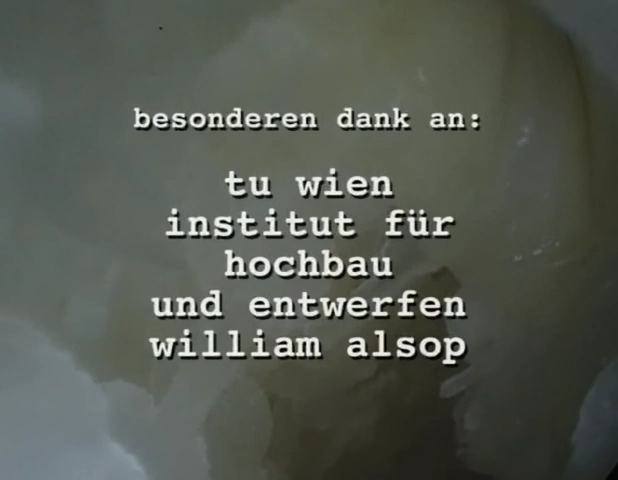 besonderen dank an:
tu wien
institut für
hochbau
und entwerfen
william alsop